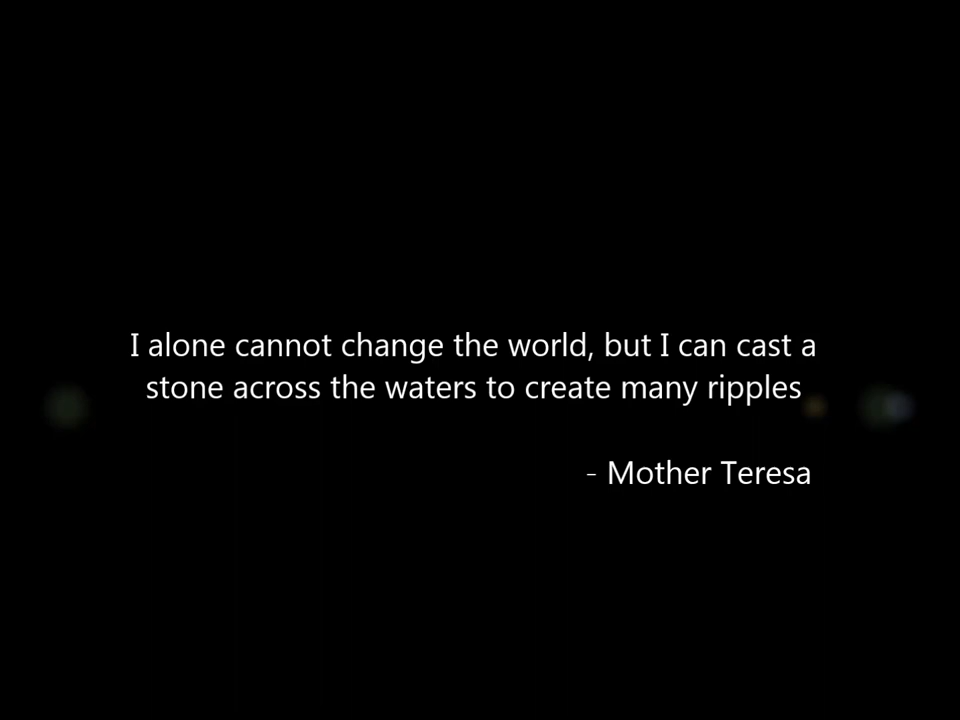 I alone cannot change the world, but I can cast a
stone across the waters to create many ripples
- Mother Teresa